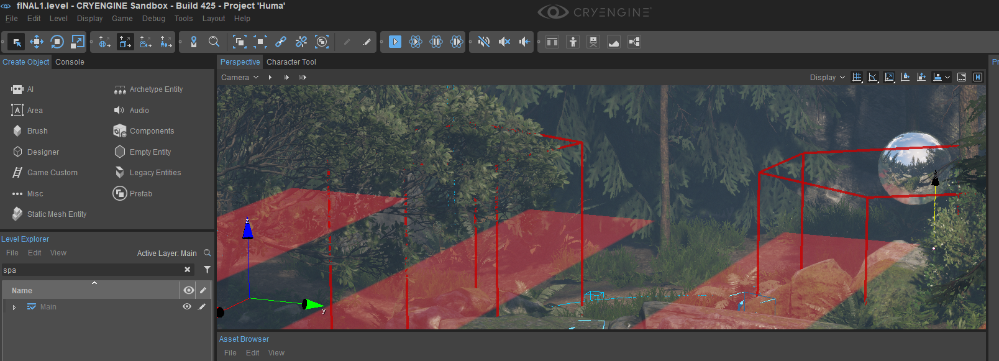 fINAL1.level - CRYENGINE Sandbox - Build 425 - Project 'Huma'
File Edit Level Display Game Debug Tools Layout Help
CRYENGINE
Create Object Console
Perspective Character Tool
Pr
Camera
Display
H
AI
Archetype Entity
A
Area
Audio
Brush
Components
Designer
Empty Entity
Game Custom
Legacy Entities
Misc
Prefab
Static Mesh Entity
z
y
Level Explorer
File Edit View
Active Layer: Main
spa
Name
Main
Asset Browser
File Edit View